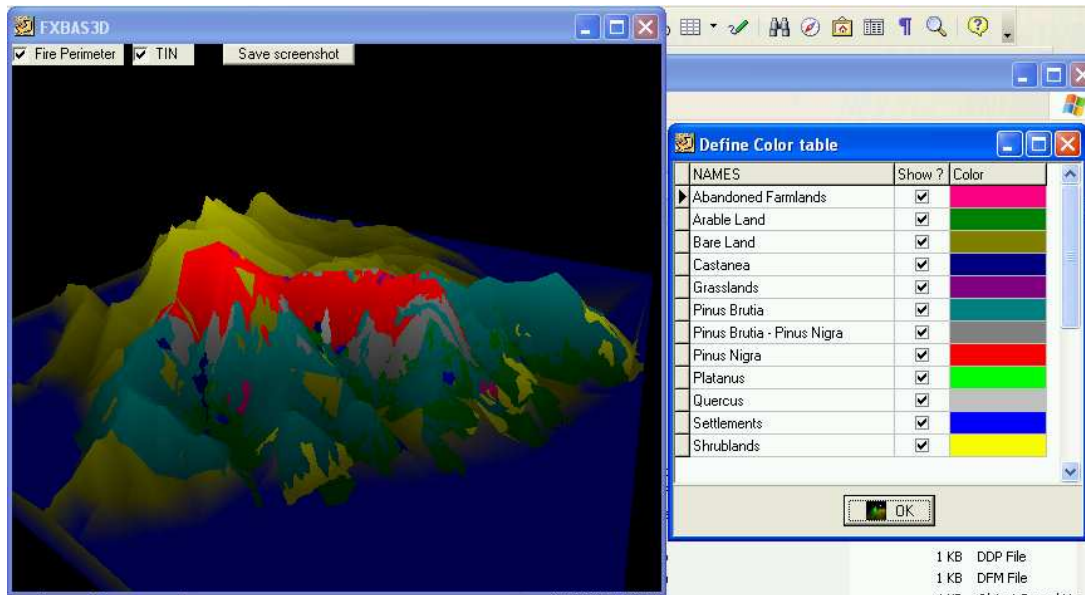 FXBAS3D
Fire Perimeter TIN Save screenshot
Define Color table
NAMES Show ? Color
Abandoned Farmlands
Arable Land
Bare Land
Castanea
Grasslands
Pinus Brutia
Pinus Brutia - Pinus Nigra
Pinus Nigra
Platanus
Quercus
Settlements
Shrublands
OK
1 KB DDP File
1 KB DFM File